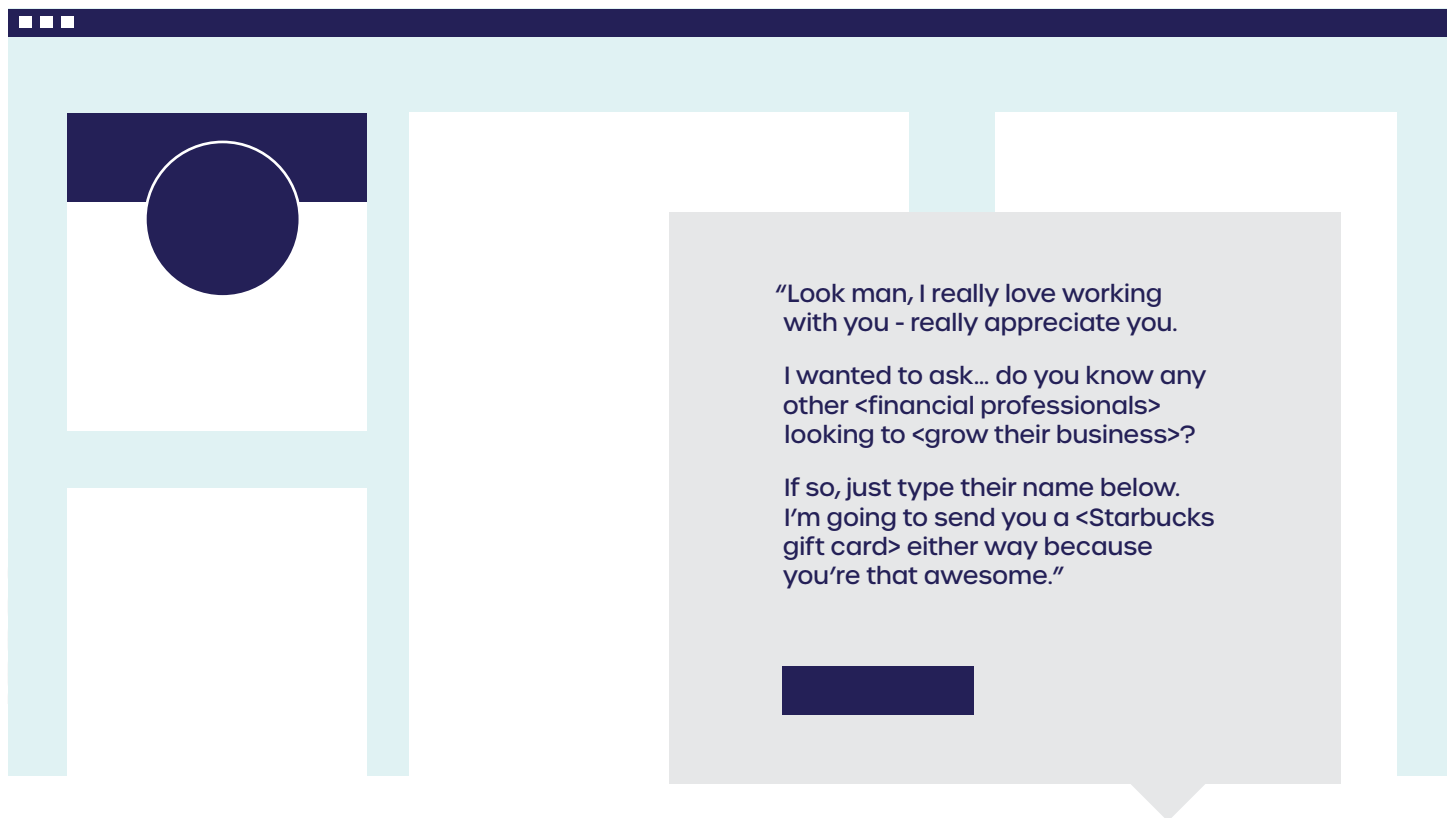 “Look man, I really love working
with you - really appreciate you.
I wanted to ask... do you know any
other <financial professionals>
looking to <grow their business>?
If so, just type their name below.
I’m going to send you a <Starbucks
gift card> either way because
you’re that awesome.”